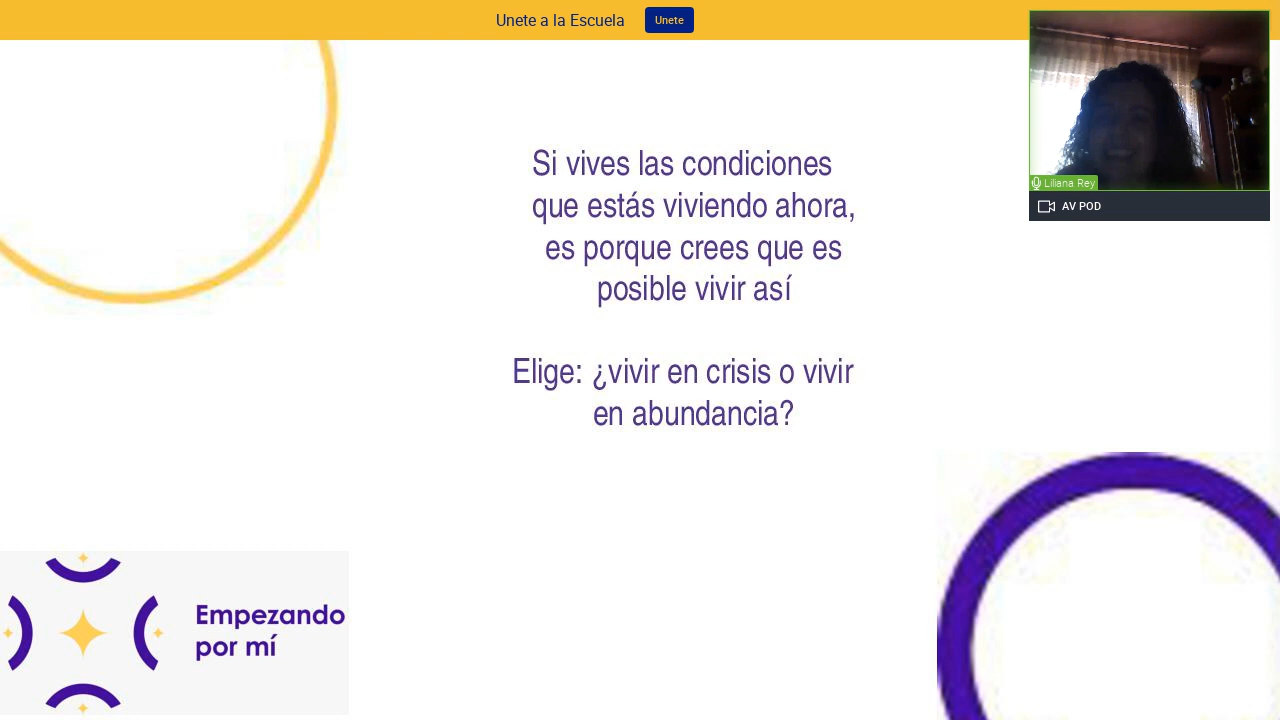 Unete a la Escuela
Unete
Liliana Rey
AV POD
Si vives las condiciones
que estás viviendo ahora,
es porque crees que es
posible vivir así
Elige: ¿vivir en crisis o vivir
en abundancia?
Empezando
por mí